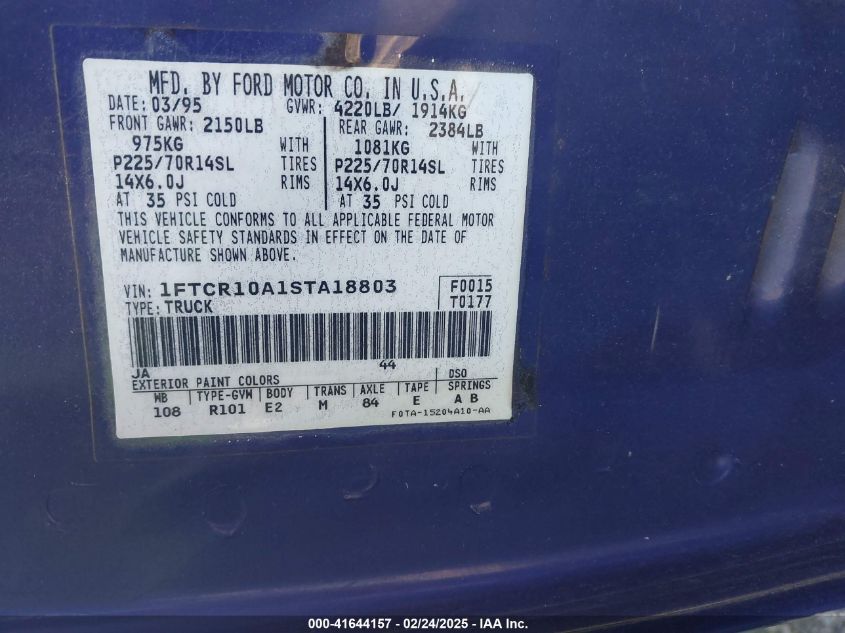 MFD. BY FORD MOTOR CO. IN U.S.A.
DATE: 03/95 GVWR: 4220LB/ 1914KG
FRONT GAWR: 2150LB REAR GAWR: 2384LB
975KG WITH 1081KG WITH
P225/70R14SL TIRES P225/70R14SL TIRES
14X6.0J RIMS 14X6.0J RIMS
AT 35 PSI COLD AT 35 PSI COLD
THIS VEHICLE CONFORMS TO ALL APPLICABLE FEDERAL MOTOR
VEHICLE SAFETY STANDARDS IN EFFECT ON THE DATE OF
MANUFACTURE SHOWN ABOVE.
VIN: 1FTCR10A1STA18803 F0015
TYPE: TRUCK T0177
JA 44
EXTERIOR PAINT COLORS DSO
WB TYPE-GVW BODY TRANS AXLE TAPE SPRINGS
108 R101 E2 M 84 E A B
F0TA-15204A10-AA
000-41644157 - 02/24/2025 - IAA Inc.